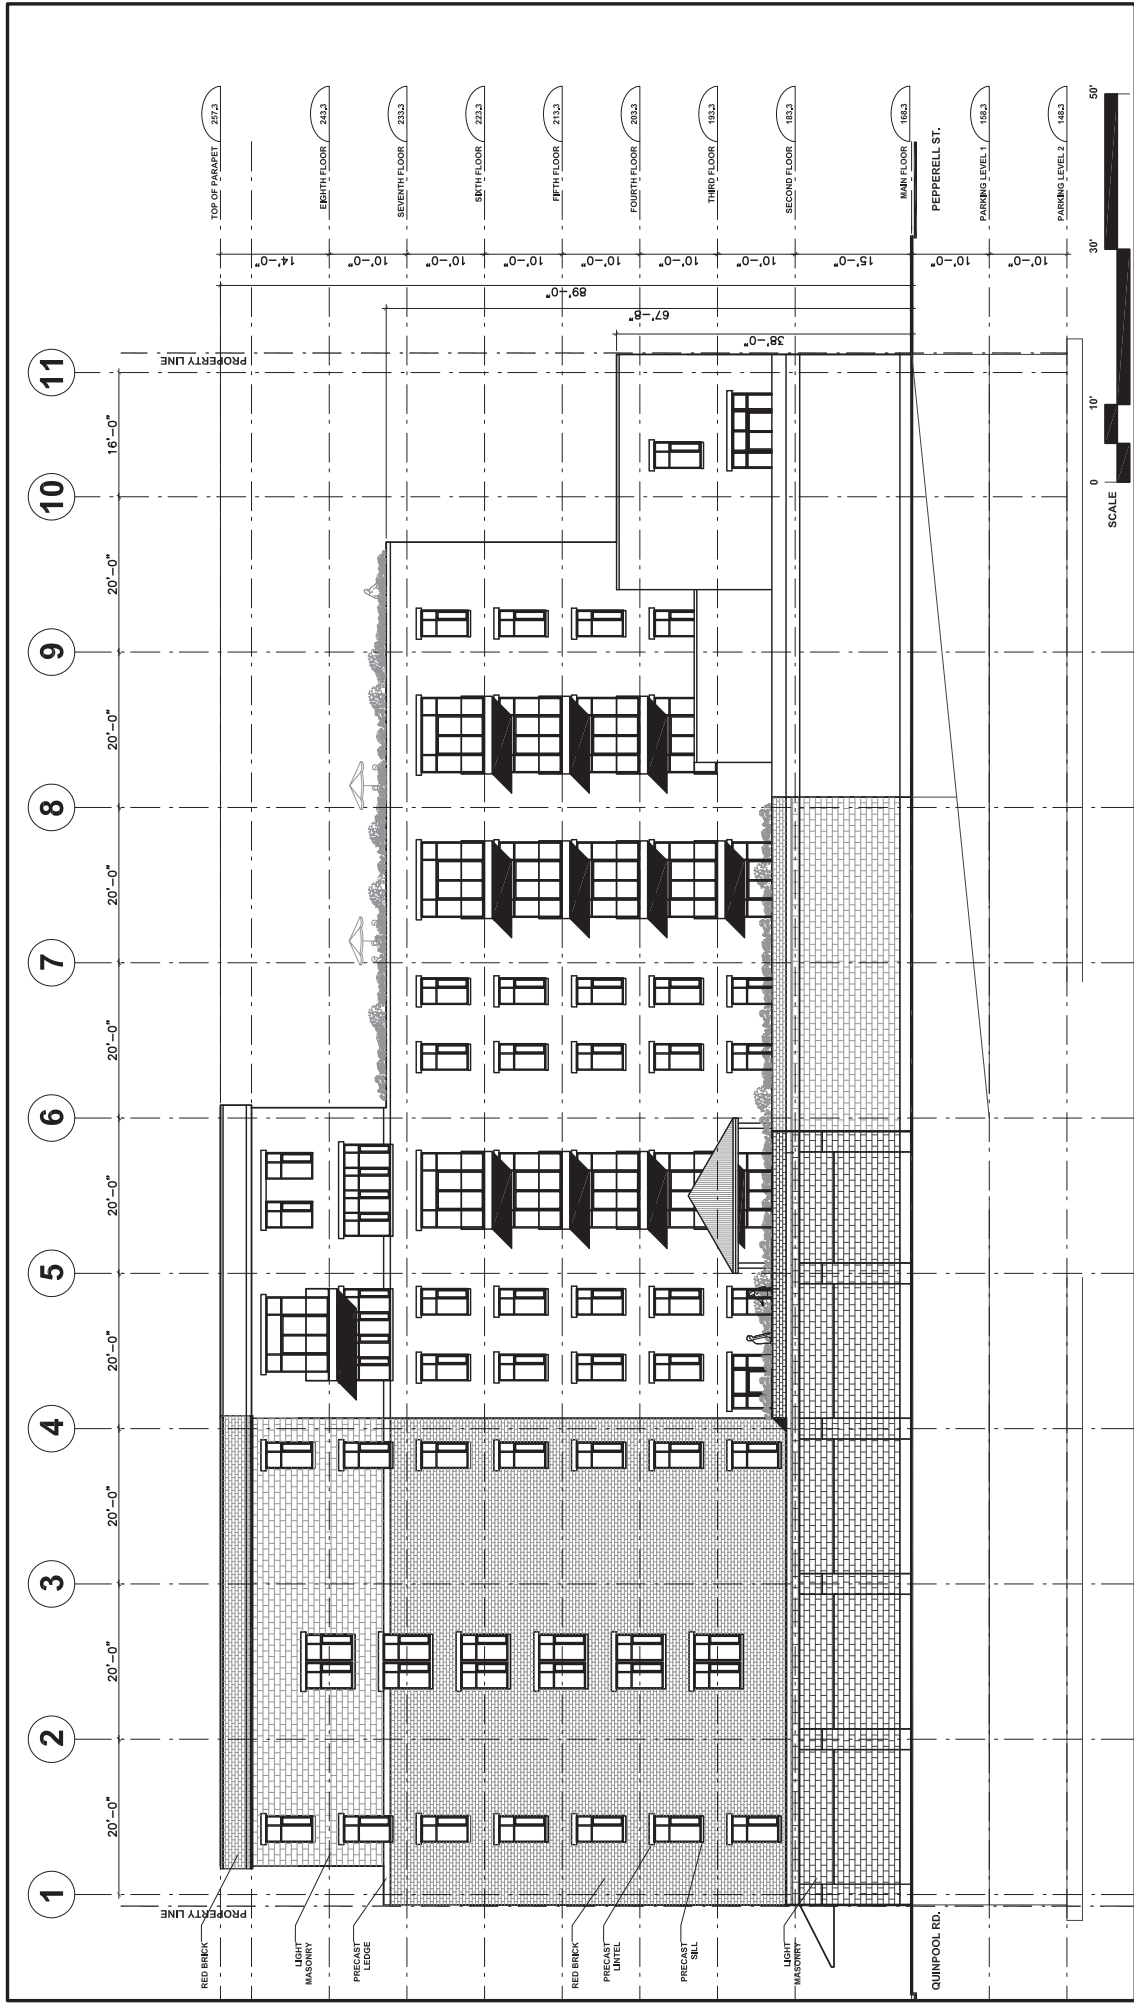 1
2
3
4
5
6
7
8
9
10
11
20'-0"
20'-0"
20'-0"
20'-0"
20'-0"
20'-0"
20'-0"
20'-0"
20'-0"
16'-0"
PROPERTY LINE
PROPERTY LINE
RED BRICK
LIGHT
MASONRY
PRECAST
LEDGE
RED BRICK
PRECAST
LINTEL
PRECAST
SILL
LIGHT
MASONRY
QUINPOOL RD.
PEPPERELL ST.
TOP OF PARAPET
257.3
EIGHTH FLOOR
243.3
SEVENTH FLOOR
233.3
SIXTH FLOOR
223.3
FIFTH FLOOR
213.3
FOURTH FLOOR
203.3
THIRD FLOOR
193.3
SECOND FLOOR
183.3
MAIN FLOOR
168.3
PARKING LEVEL 1
158.3
PARKING LEVEL 2
148.3
14'-0"
10'-0"
10'-0"
10'-0"
10'-0"
10'-0"
10'-0"
15'-0"
10'-0"
10'-0"
89'-0"
67'-8"
38'-0"
SCALE
0
10'
30'
50'